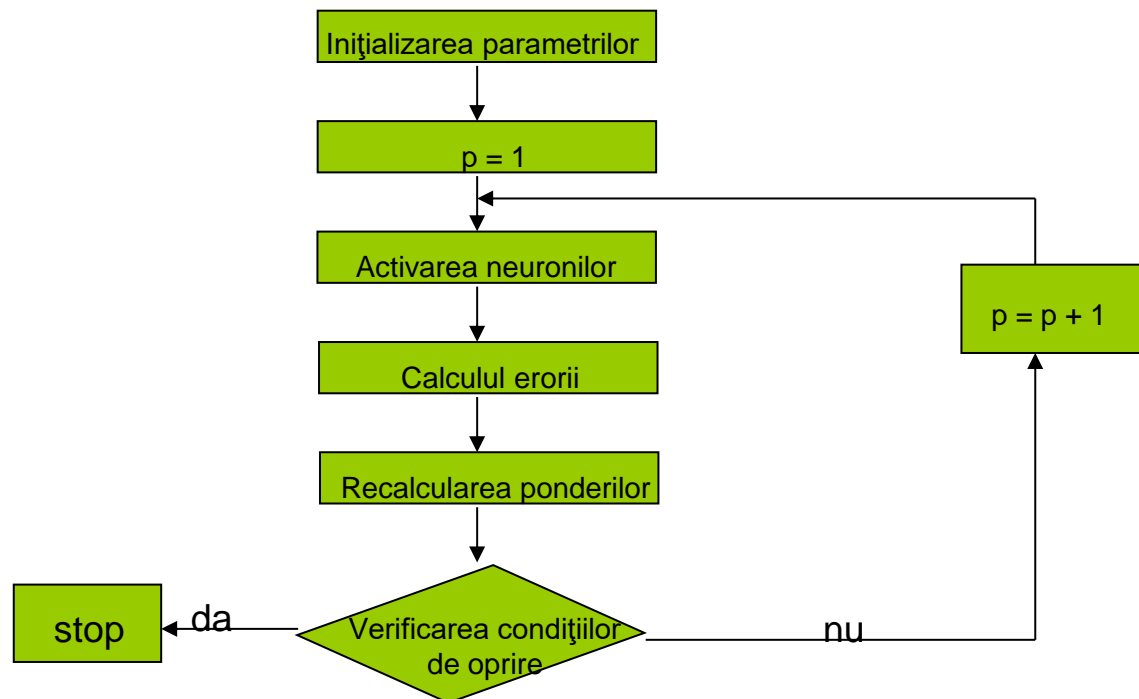 Iniţializarea parametrilor
p = 1
Activarea neuronilor
p = p + 1
Calculul erorii
Recalcularea ponderilor
stop
da
Verificarea condiţiilor
de oprire
nu